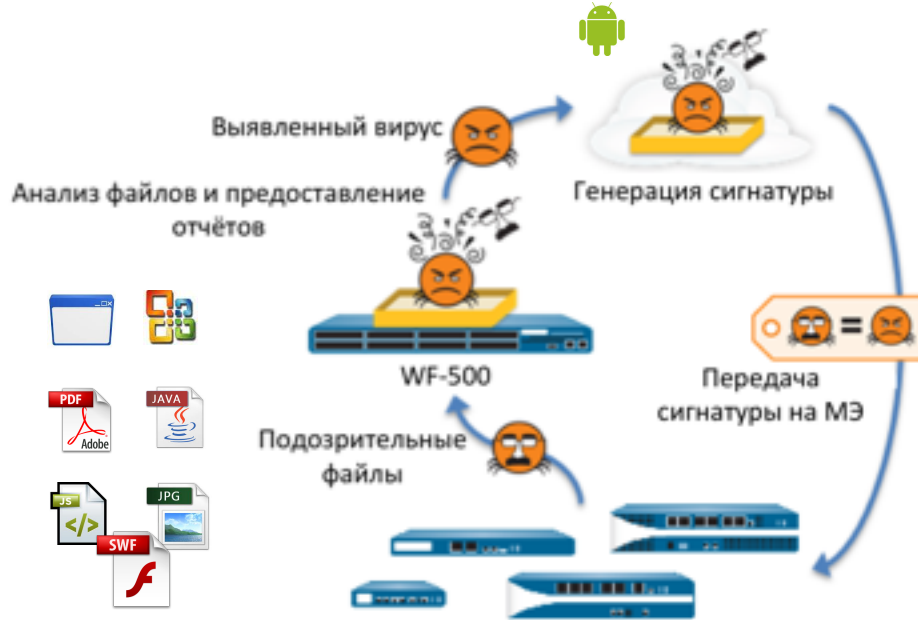 Выявленный вирус
Анализ файлов и предоставление
отчётов
Генерация сигнатуры
WF-500
Передача
сигнатуры на МЭ
Подозрительные
файлы
PDF
Adobe
JAVA
JS
</>
JPG
SWF
=